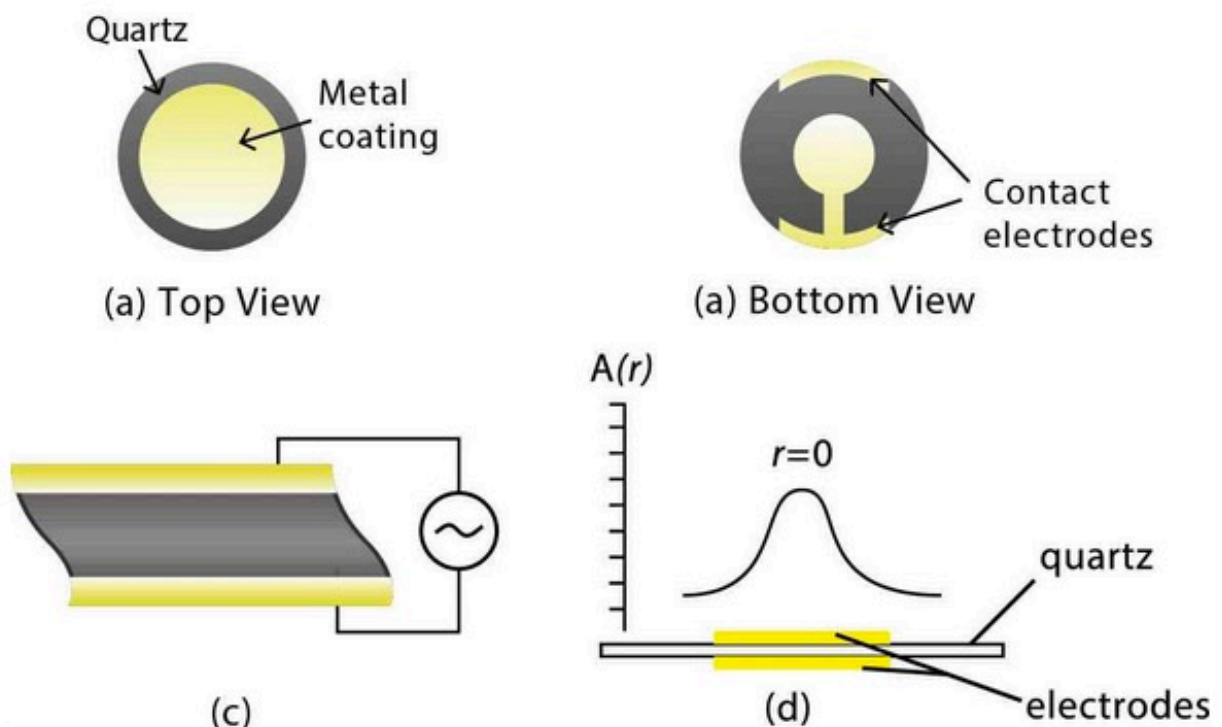 Quartz
Metal
coating
(a) Top View
Contact
electrodes
(a) Bottom View
A(r)
r=0
quartz
electrodes
(c)
(d)